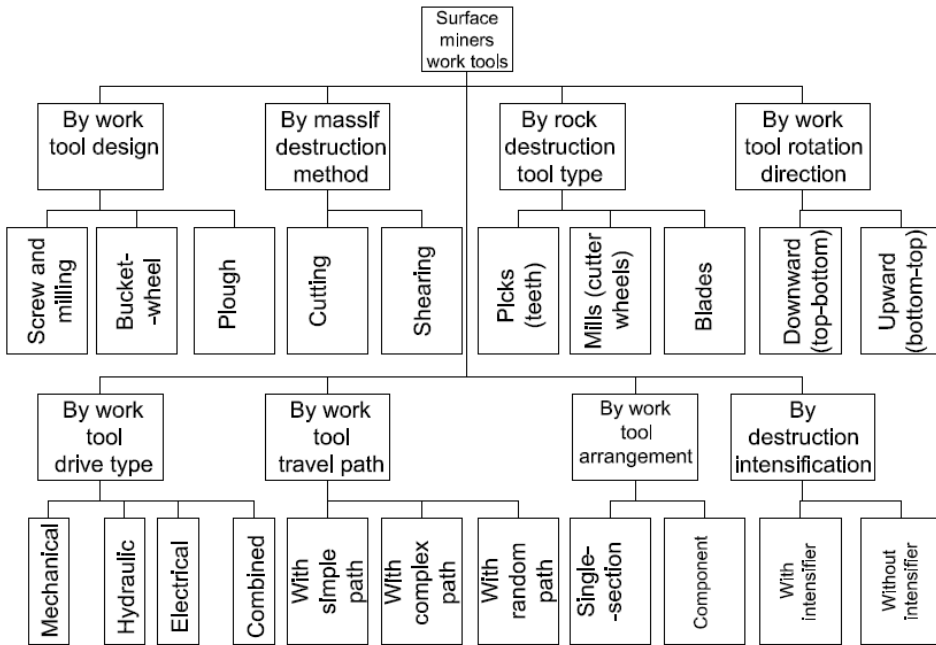 Surface
miners
work tools
By work
tool design
By massIf
destruction
method
By rock
destruction
tool type
By work
tool rotation
direction
Screw and
milling
Bucket-
-wheel
Plough
Cutting
Shearing
PIcks
(teeth)
Mills (cutter
wheels)
Blades
Downward
(top-bottom)
Upward
(bottom-top)
By work
tool
drive type
By work
tool
travel path
By work
tool
arrangement
By
destruction
intensification
Mechanical
Hydraulic
Electrical
Combined
With
sImple
path
With
complex
path
With
random
path
Single-
-section
Component
With
intensifier
Without
intensifier